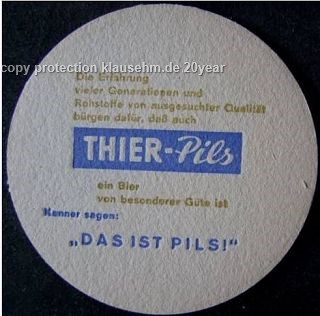 copy protection klausehm.de 20year
Die Erfahrung
vieler Generationen und
Rohstoffe von ausgesuchter Qualität
bürgen dafür, daß auch
THIER-Pils
ein Bier
von besonderer Güte ist
Kenner sagen:
„DAS IST PILS!"